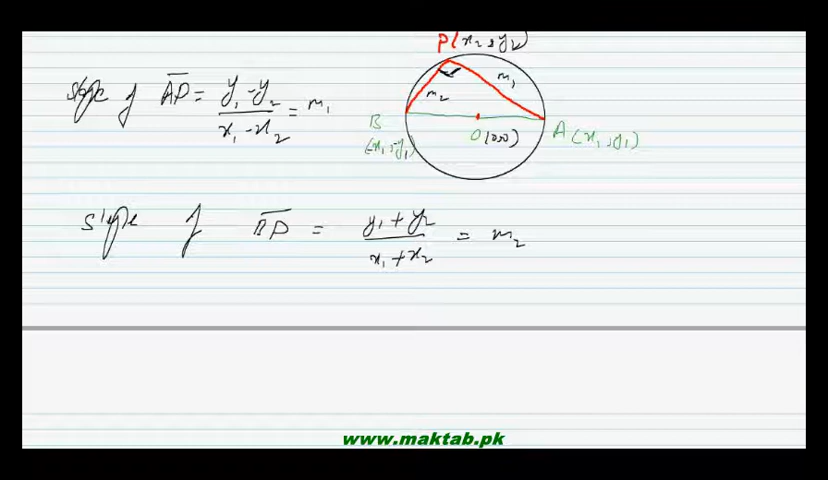 P(x₂, y₂)
slope of AP = y₁ - y₂ / x₁ - x₂ = m₁
m₁
m₂
B
(-x₁, -y₁)
O(0,0)
A(x₁, y₁)
slope of BP = y₁ + y₂ / x₁ + x₂ = m₂
www.maktab.pk